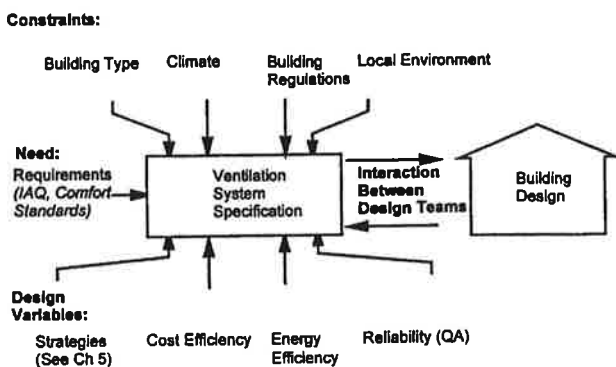 Constraints:
Building Type
Climate
Building
Regulations
Local Environment
Need:
Requirements
(IAQ, Comfort
Standards)
Ventilation
System
Specification
Interaction
Between
Design Teams
Building
Design
Design
Variables:
Strategies
(See Ch 5)
Cost Efficiency
Energy
Efficiency
Reliability (QA)